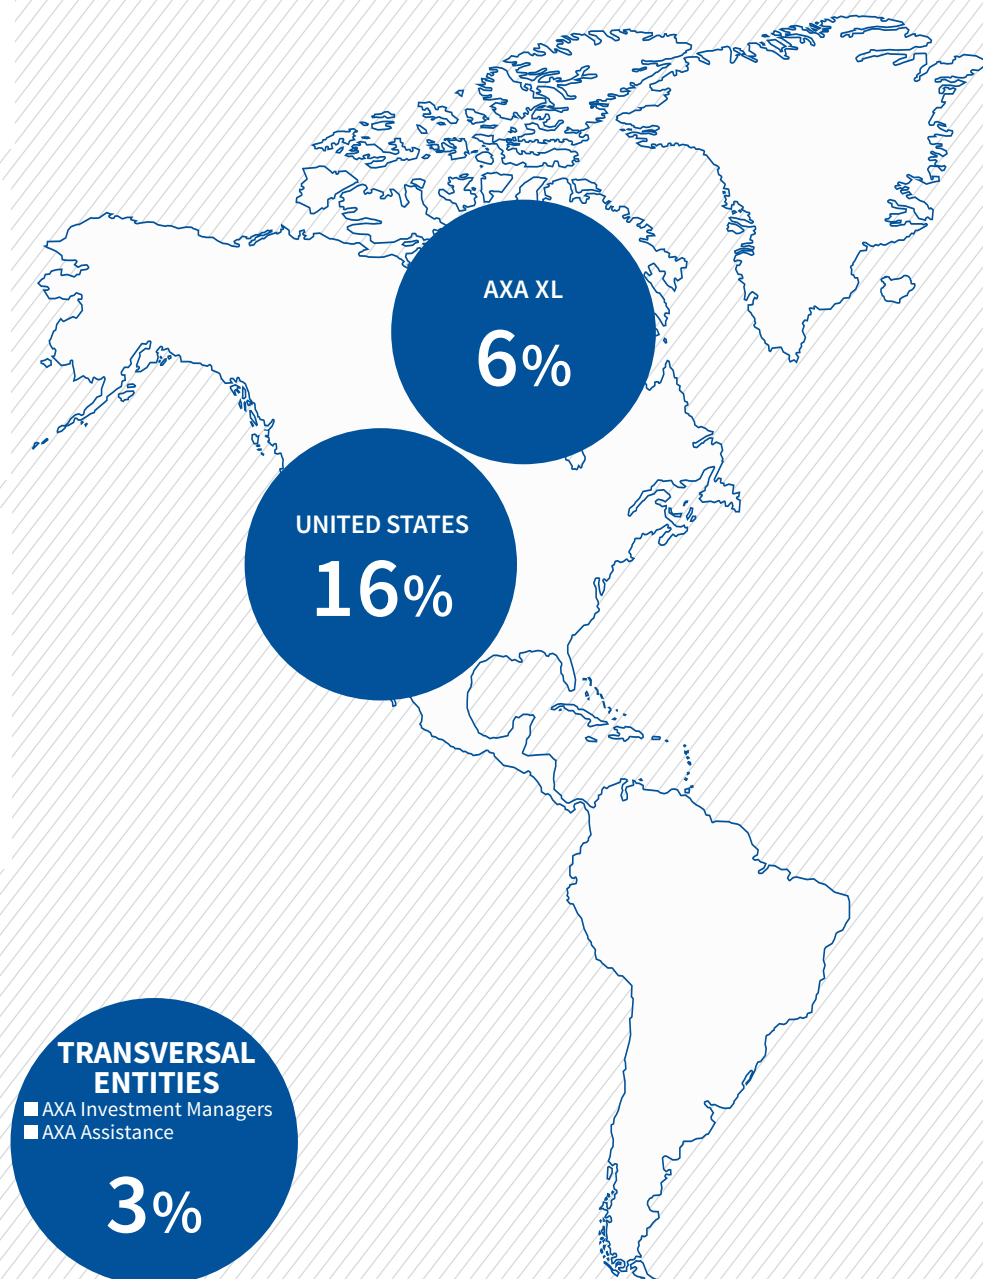 AXA XL
6%
UNITED STATES
16%
TRANSVERSAL
ENTITIES
AXA Investment Managers
AXA Assistance
3%